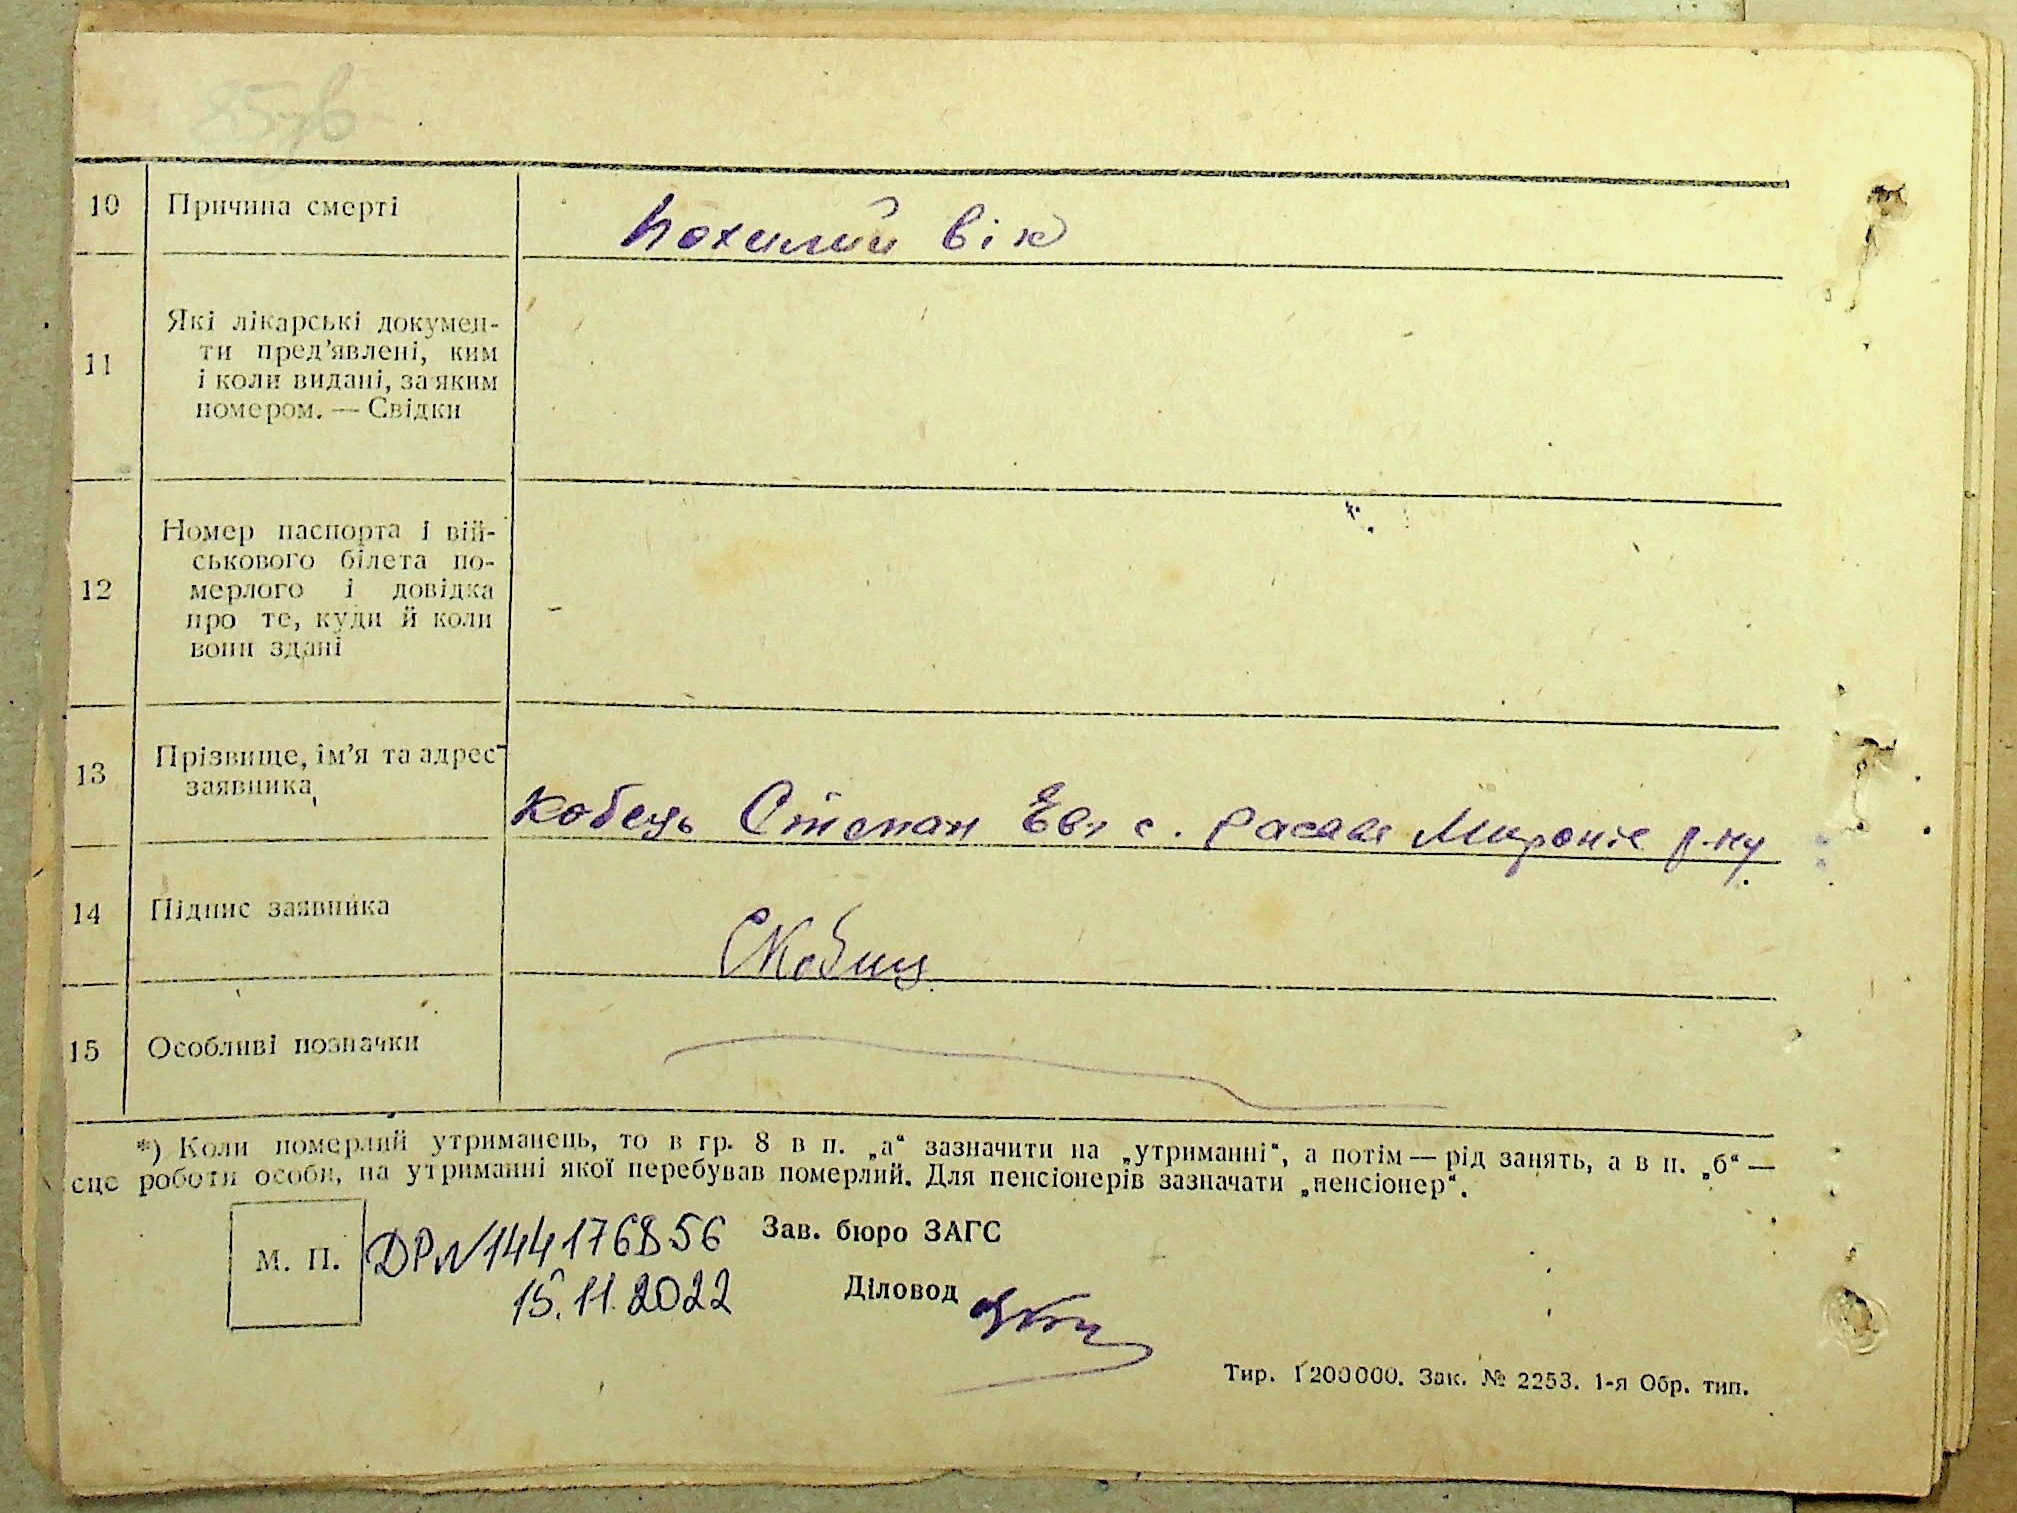 10 Причина смерті похилий вік
11 Які лікарські докумен-
ти пред’явлені, ким
і коли видані, за яким
номером. — Свідки
12 Номер паспорта і вій-
ськового білета по-
мерлого і довідка
про те, куди й коли
вони здані
13 Прізвище, ім’я та адрес
заявника
Кобець Степан Евг с. Расава Миронів р-ну
14 Підпис заявника
15 Особливі позначки
*) Коли померлий утриманець, то в гр. 8 в п. „а“ зазначити на „утриманні“, а потім — рід занять, а в п. „б“ —
сце роботи особи, на утриманні якої перебував померлий. Для пенсіонерів зазначати „пенсіонер“.
М. П. ДР№144176856 Зав. бюро ЗАГС
15.11.2022 Діловод
Тир. 1200000. Зак. № 2253. 1-я Обр. тип.